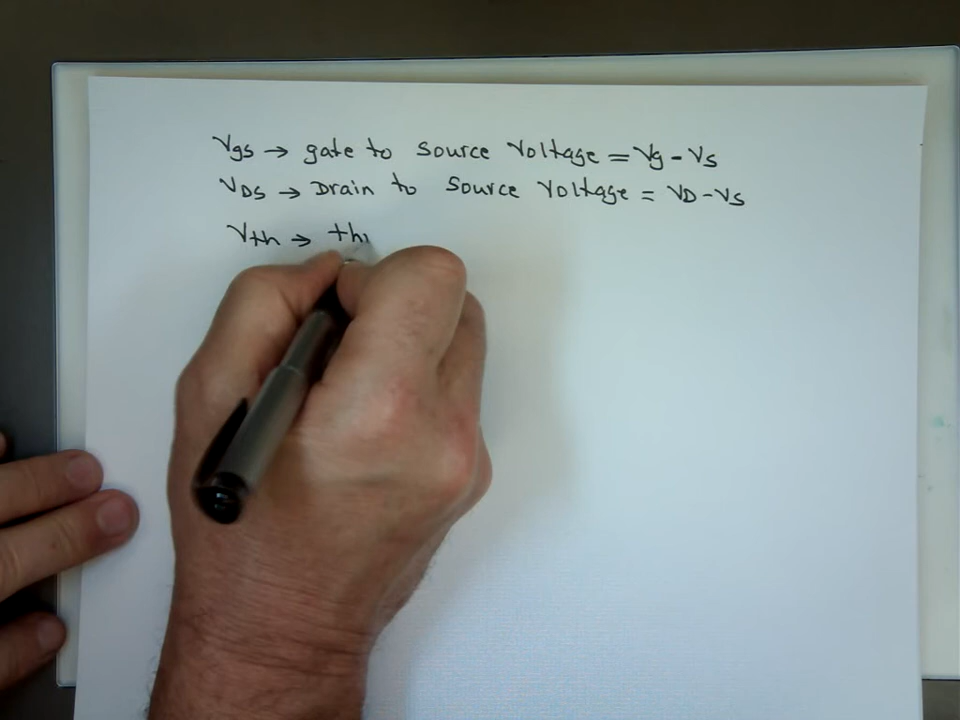 Vgs → gate to source voltage = Vg - Vs
VDS → Drain to source voltage = VD - VS
Vth →